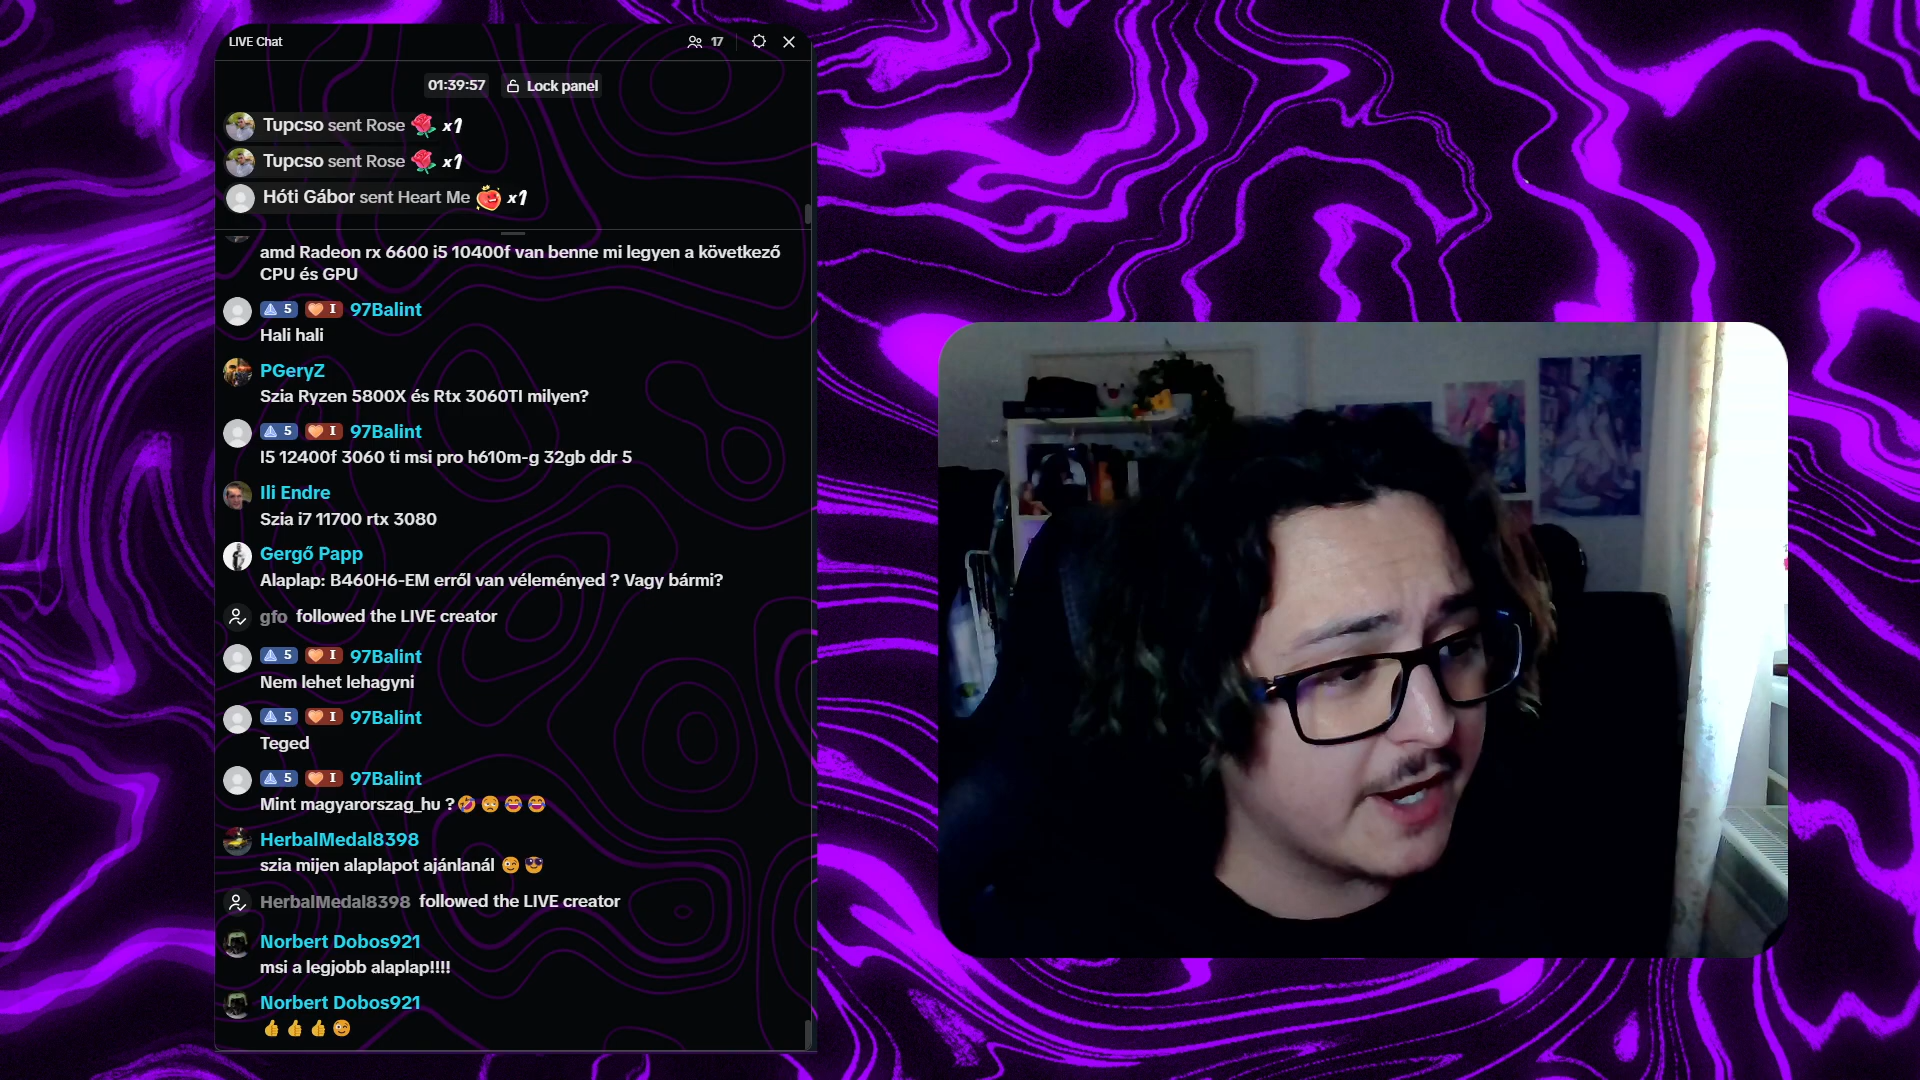 LIVE Chat
17
01:39:57
Lock panel
Tupcso sent Rose x1
Tupcso sent Rose x1
Hóti Gábor sent Heart Me x1
amd Radeon rx 6600 i5 10400f van benne mi legyen a következő
CPU és GPU
5 I 97Balint
Hali hali
PGeryZ
Szia Ryzen 5800X és Rtx 3060TI milyen?
5 I 97Balint
I5 12400f 3060 ti msi pro h610m-g 32gb ddr 5
Ili Endre
Szia i7 11700 rtx 3080
Gergő Papp
Alaplap: B460H6-EM erről van véleményed ? Vagy bármi?
gfo followed the LIVE creator
5 I 97Balint
Nem lehet lehagyni
5 I 97Balint
Teged
5 I 97Balint
Mint magyarorszag_hu ?🤣😳😂😂
HerbalMedal8398
szia mijen alaplapot ajánlanál 😉😎
HerbalMedal8398 followed the LIVE creator
Norbert Dobos921
msi a legjobb alaplap!!!!
Norbert Dobos921
👍👍👍😉